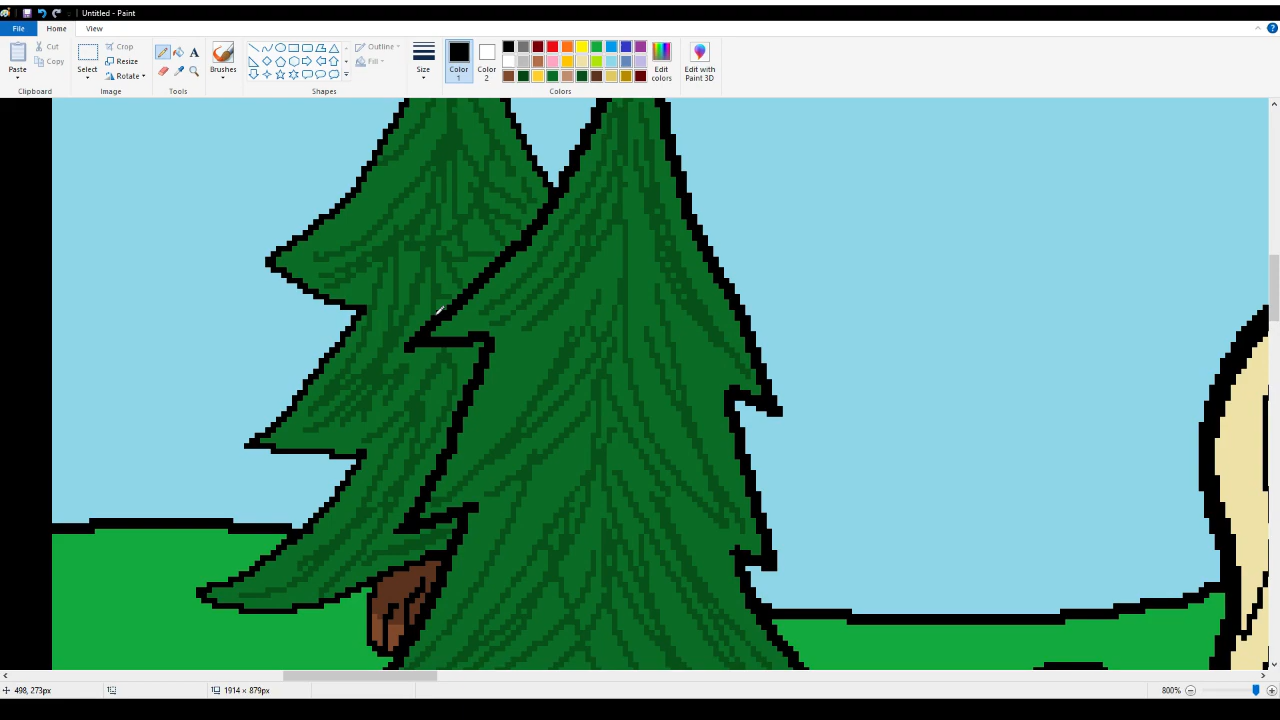 Untitled - Paint
File Home View
Paste Cut Copy Clipboard
Select Crop Resize Rotate Image
Tools
Brushes
Outline Fill Shapes
Size
Color 1 Color 2 Edit colors Colors
Edit with Paint 3D
498, 273px 1914 × 879px 800%